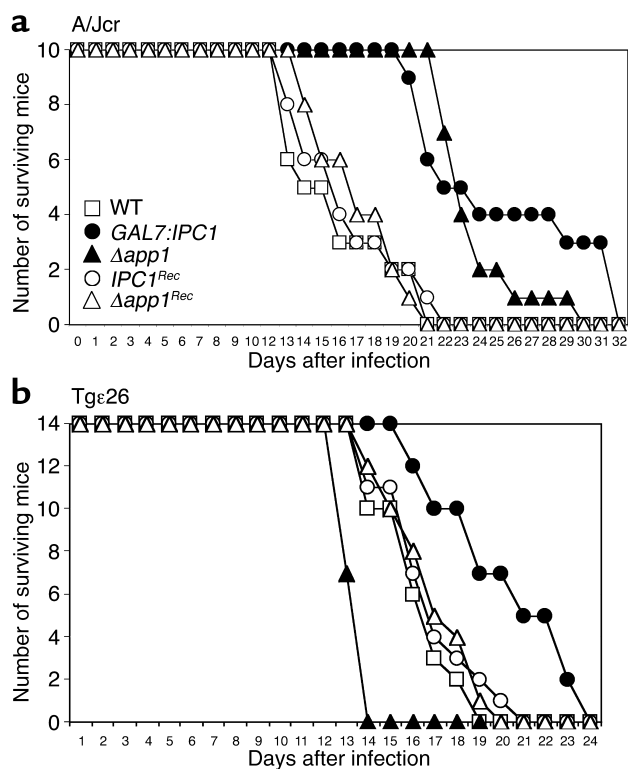 a A/Jcr
10
8
6
4
2
0
Number of surviving mice
WT
GAL7:IPC1
Δapp1
IPC1Rec
Δapp1Rec
0 1 2 3 4 5 6 7 8 9 10 11 12 13 14 15 16 17 18 19 20 21 22 23 24 25 26 27 28 29 30 31 32
Days after infection
b Tgε26
14
12
10
8
6
4
2
0
Number of surviving mice
1 2 3 4 5 6 7 8 9 10 11 12 13 14 15 16 17 18 19 20 21 22 23 24
Days after infection